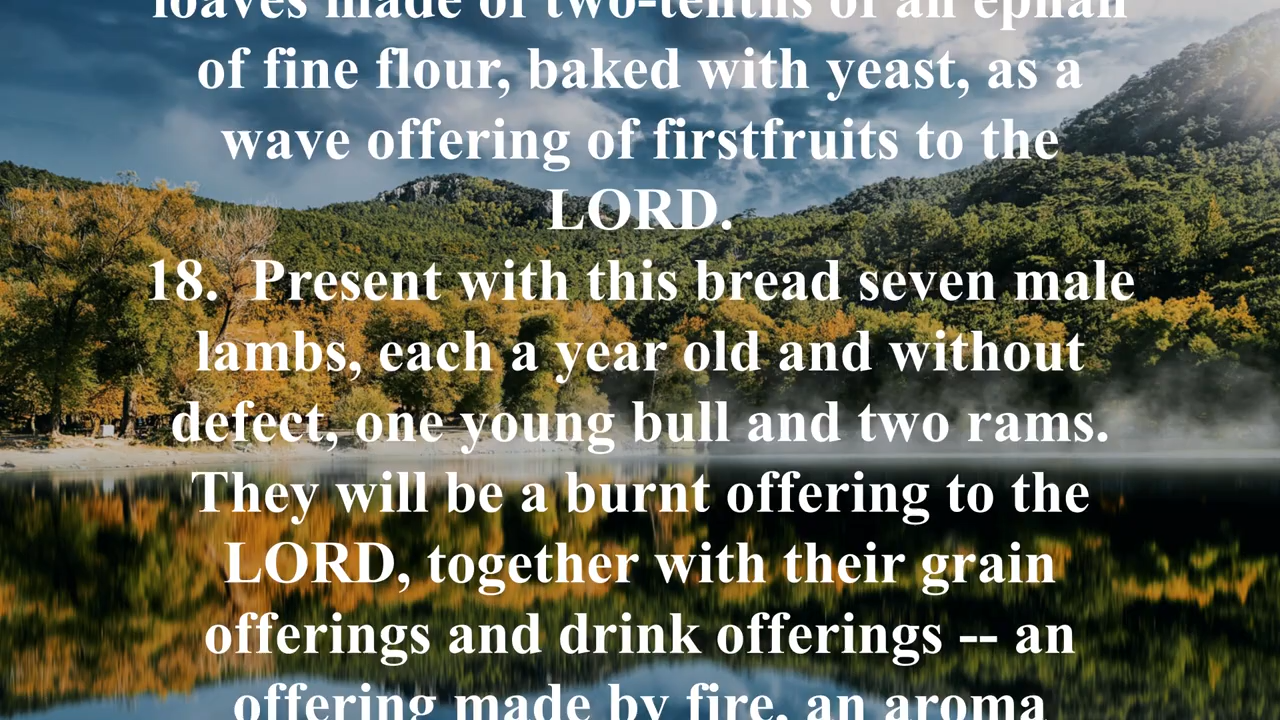 loaves made of two-tenths of an ephah
of fine flour, baked with yeast, as a
wave offering of firstfruits to the
LORD.
18. Present with this bread seven male
lambs, each a year old and without
defect, one young bull and two rams.
They will be a burnt offering to the
LORD, together with their grain
offerings and drink offerings -- an
offering made by fire, an aroma